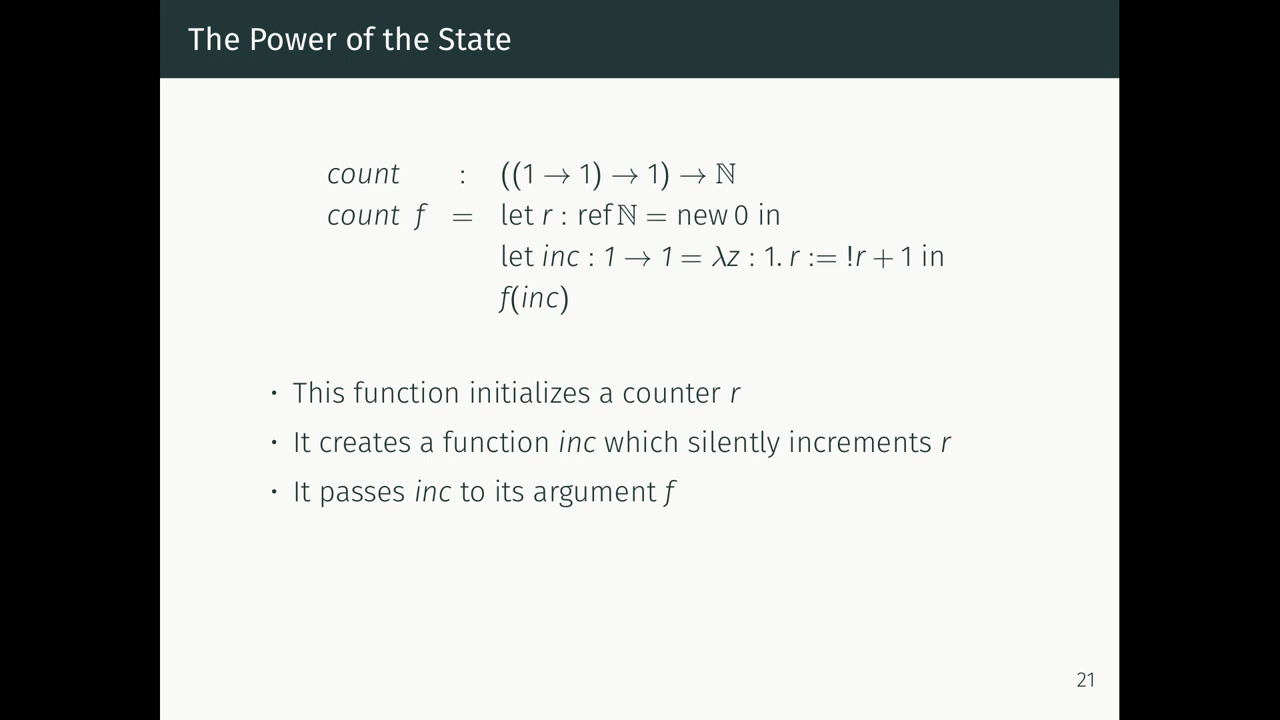 The Power of the State
count : ((1 → 1) → 1) → ℕ
count f = let r : ref ℕ = new 0 in
let inc : 1 → 1 = λz : 1. r := !r + 1 in
f(inc)
• This function initializes a counter r
• It creates a function inc which silently increments r
• It passes inc to its argument f
21